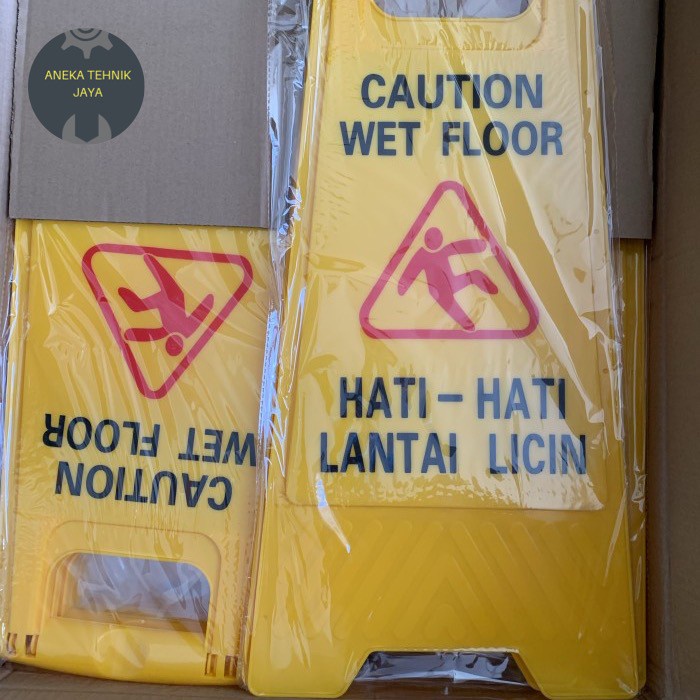 ANEKA TEHNIK
JAYA
CAUTION
WET FLOOR
HATI-HATI
LANTAI LICIN
CAUTION
WET FLOOR